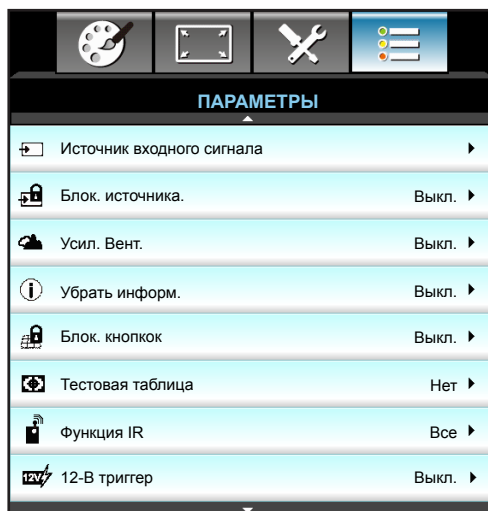 ПАРАМЕТРЫ
Источник входного сигнала
Блок. источника. Выкл.
Усил. Вент. Выкл.
Убрать информ. Выкл.
Блок. кнопкок Выкл.
Тестовая таблица Нет
Функция IR Все
12V 12-В триггер Выкл.